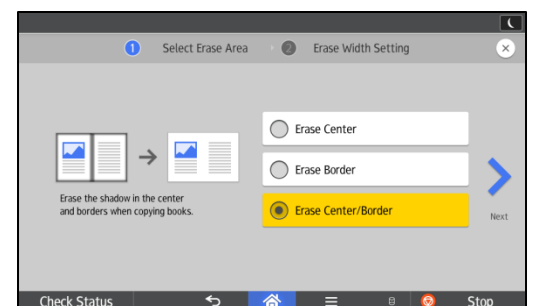 1 Select Erase Area 2 Erase Width Setting
Erase Center
Erase Border
Erase Center/Border
Erase the shadow in the center
and borders when copying books.
Next
Check Status
Stop